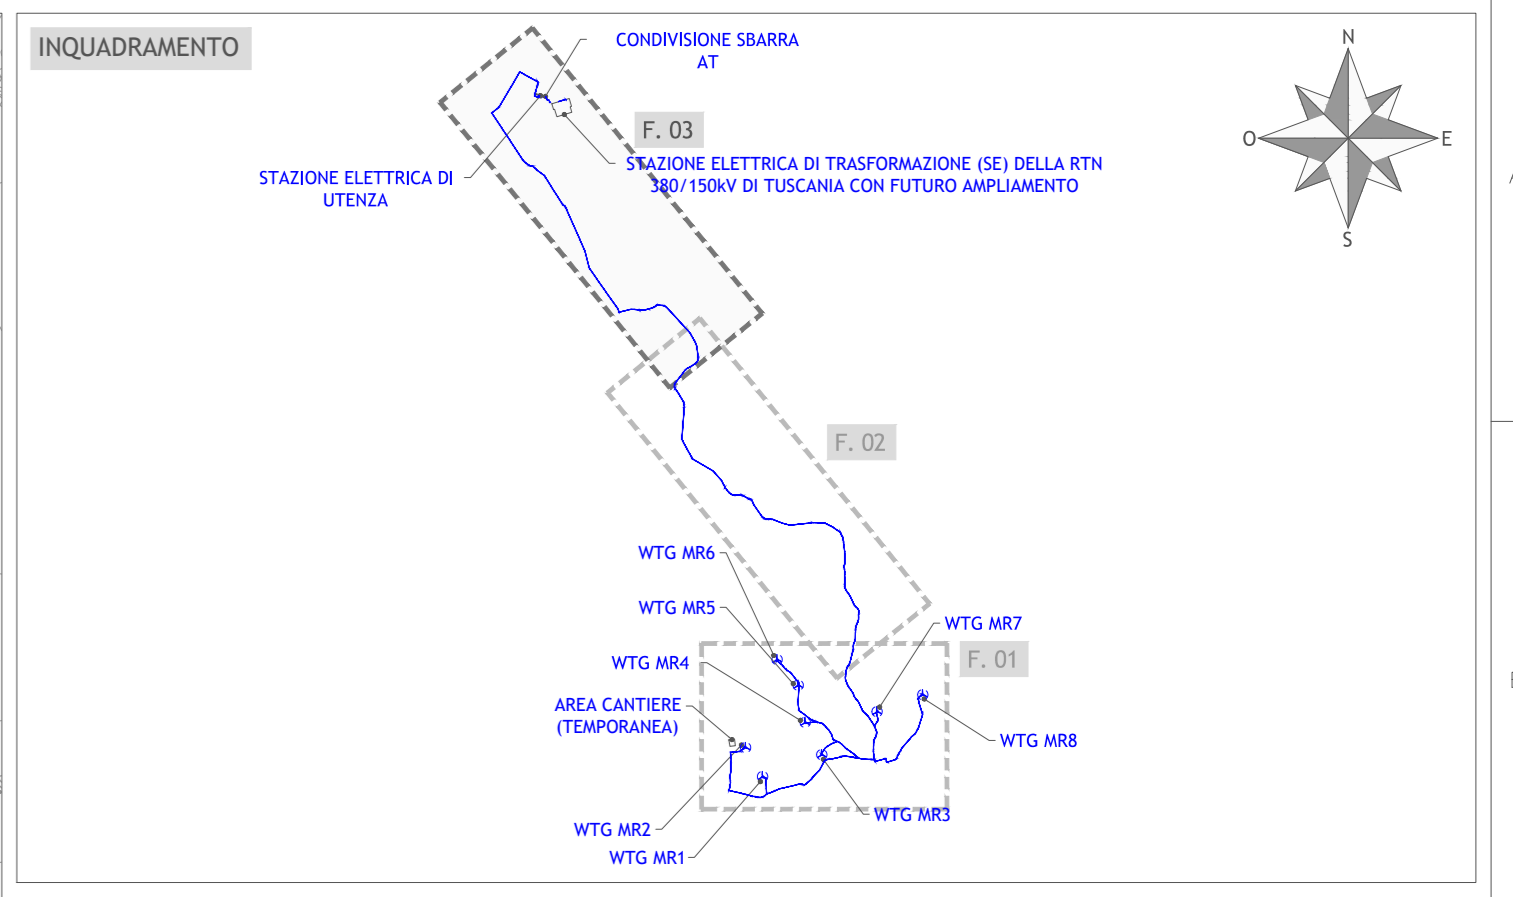 INQUADRAMENTO
CONDIVISIONE SBARRA
AT
N
F. 03
O
E
STAZIONE ELETTRICA DI TRASFORMAZIONE (SE) DELLA RTN
380/150kV DI TUSCANIA CON FUTURO AMPLIAMENTO
STAZIONE ELETTRICA DI
UTENZA
S
F. 02
WTG MR6
WTG MR5
WTG MR7
WTG MR4
F. 01
AREA CANTIERE
(TEMPORANEA)
WTG MR8
WTG MR3
WTG MR2
WTG MR1